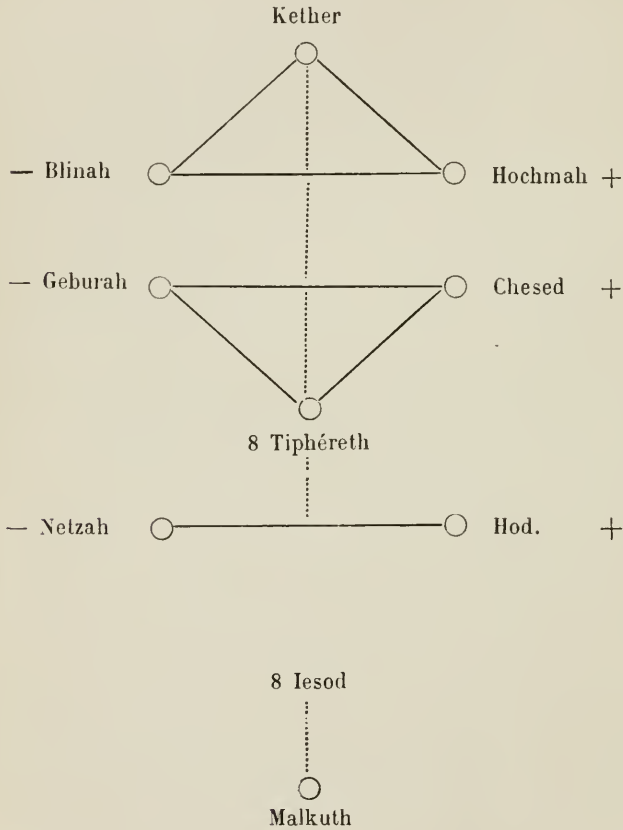 Kether
— Blinah Hochmah +
— Geburah Chesed +
8 Tiphéreth
— Netzah Hod. +
8 Iesod
Malkuth